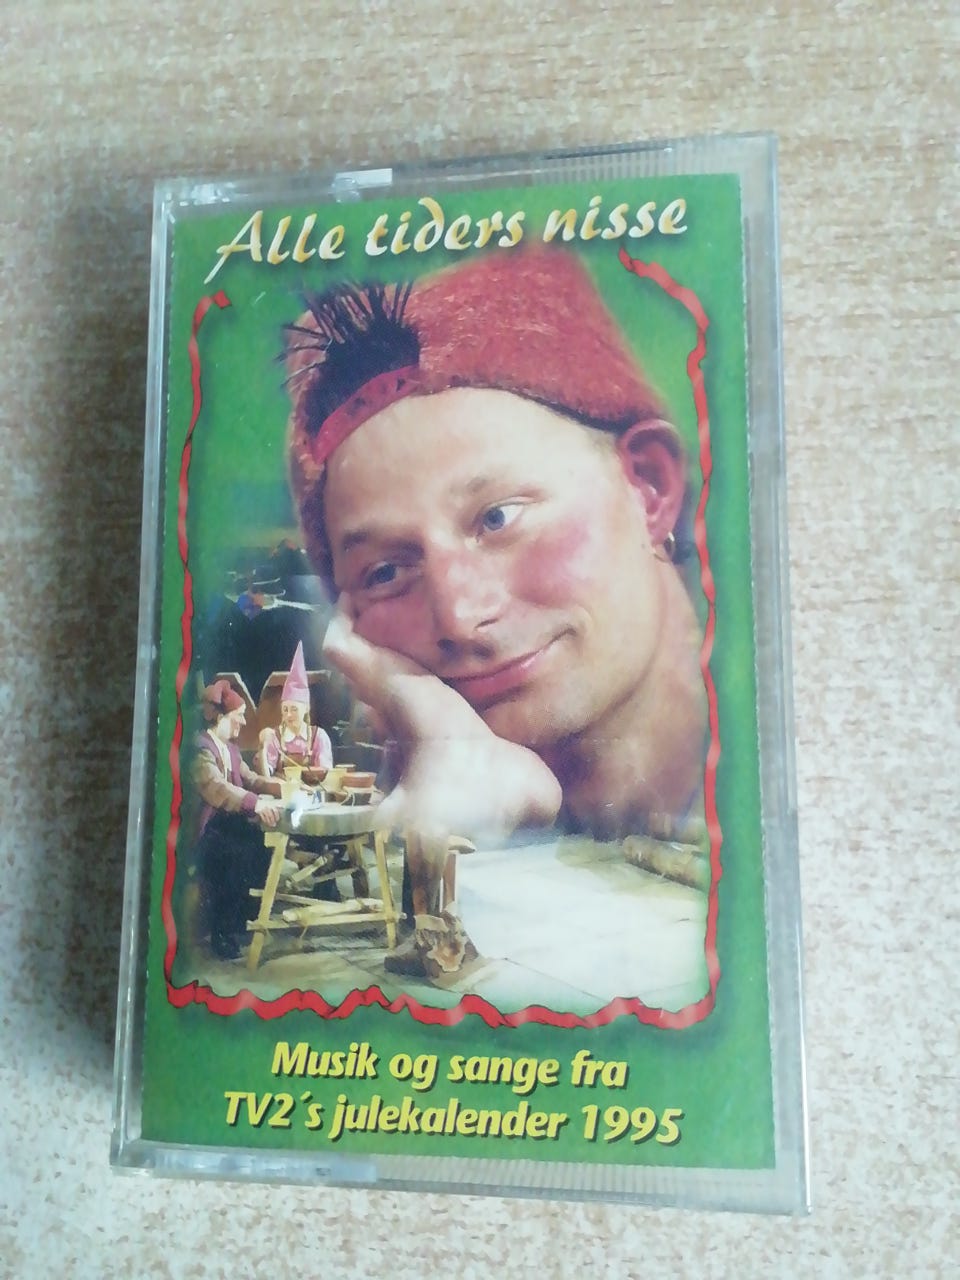 Alle tiders nisse
Musik og sange fra
TV2´s julekalender 1995